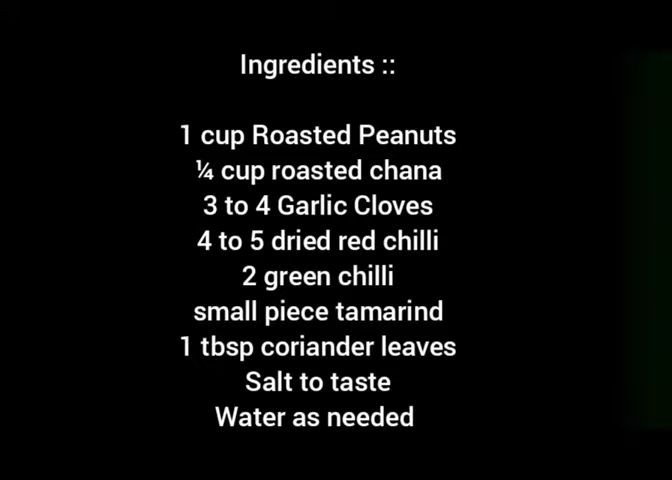 Ingredients ::
1 cup Roasted Peanuts
¼ cup roasted chana
3 to 4 Garlic Cloves
4 to 5 dried red chilli
2 green chilli
small piece tamarind
1 tbsp coriander leaves
Salt to taste
Water as needed